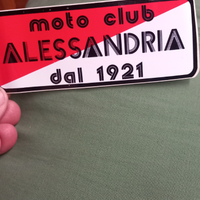 moto club
ALESSANDRIA
dal 1921